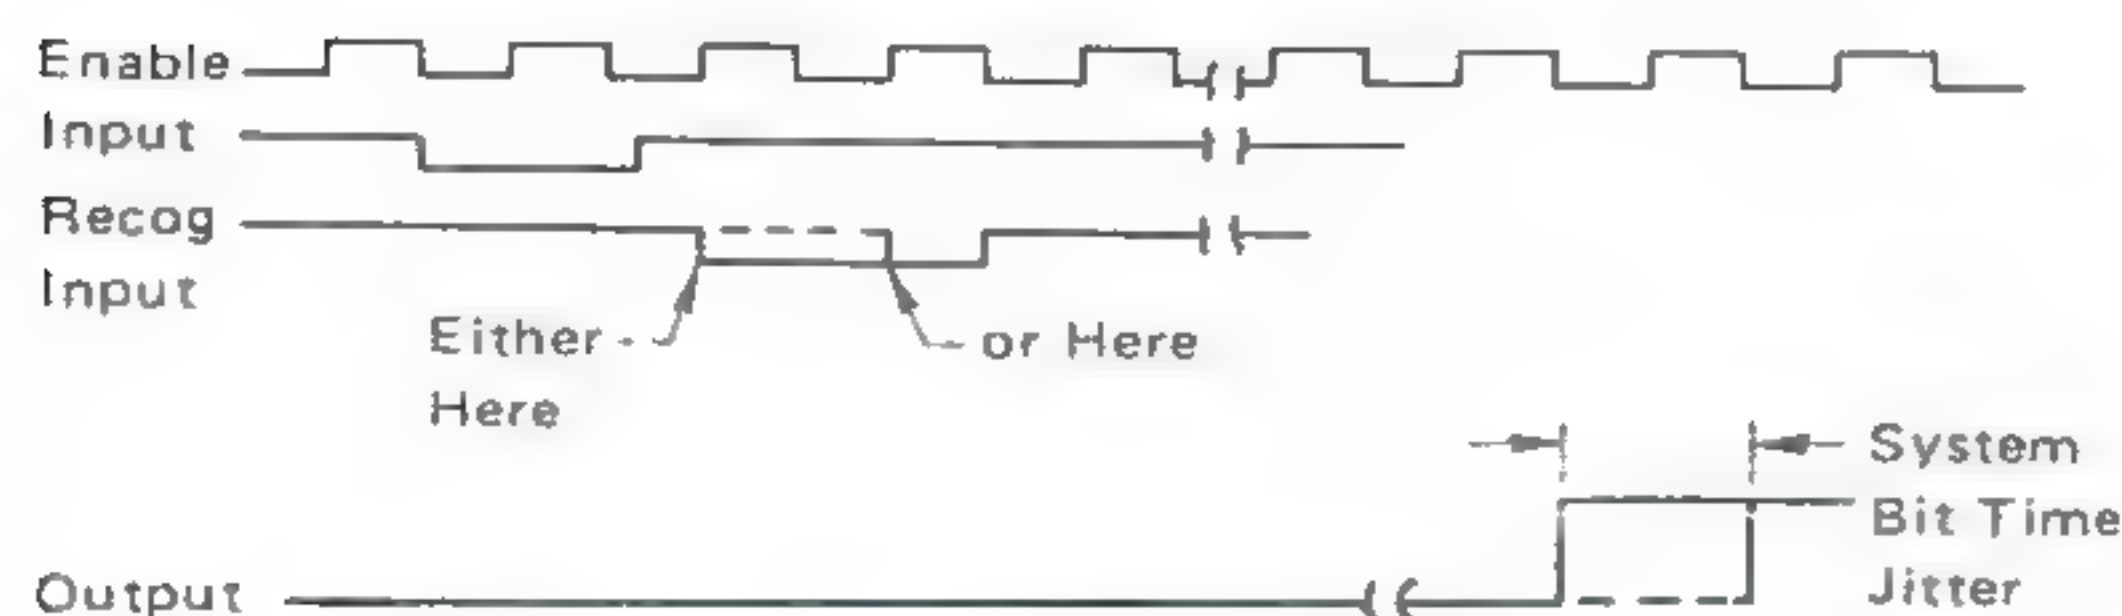 Enable
Input
Recog
Input
Either
Here
or Here
System
Bit Time
Jitter
Output